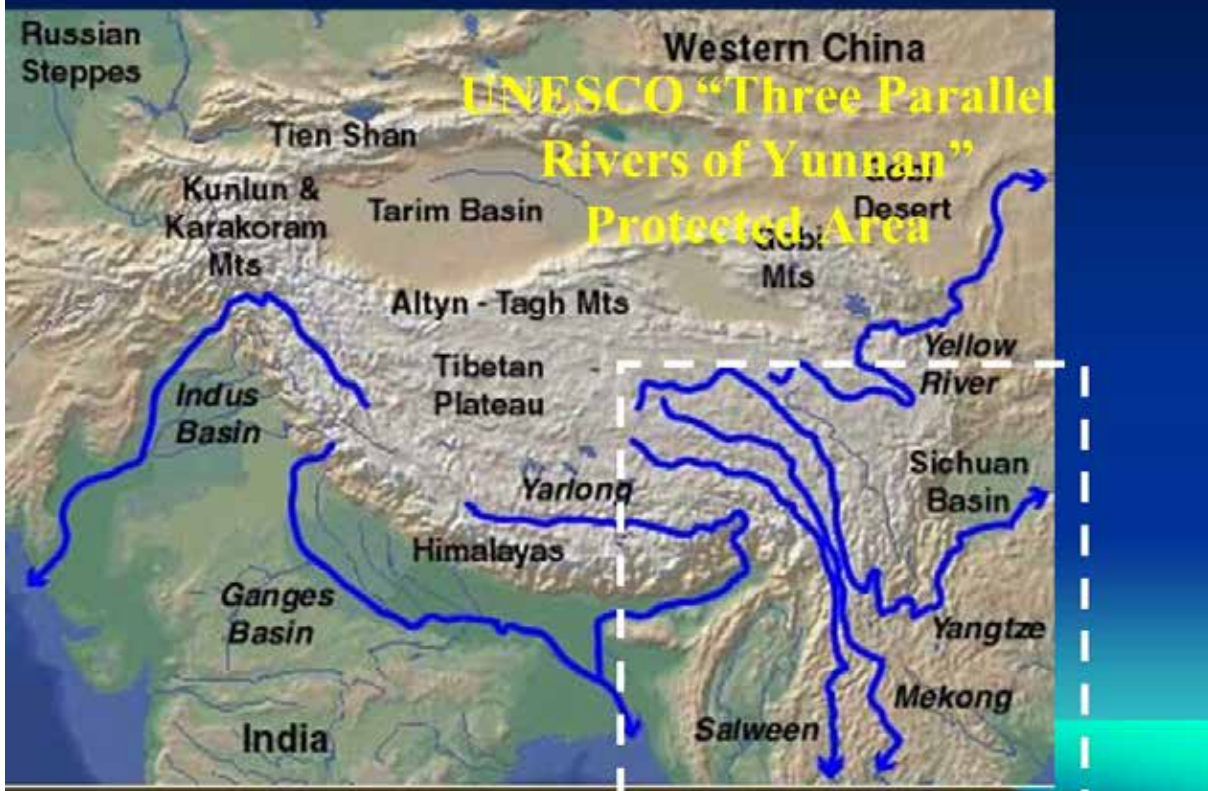 Russian
Steppes
Western China
UNESCO “Three Parallel
Rivers of Yunnan”
Protected Area
Tien Shan
Kunlun &
Karakoram
Mts
Tarim Basin
Gobi
Desert
Gobi
Mts
Altyn - Tagh Mts
Tibetan
Plateau
Yellow
River
Indus
Basin
Sichuan
Basin
Yarlong
Himalayas
Ganges
Basin
Yangtze
Mekong
Salween
India